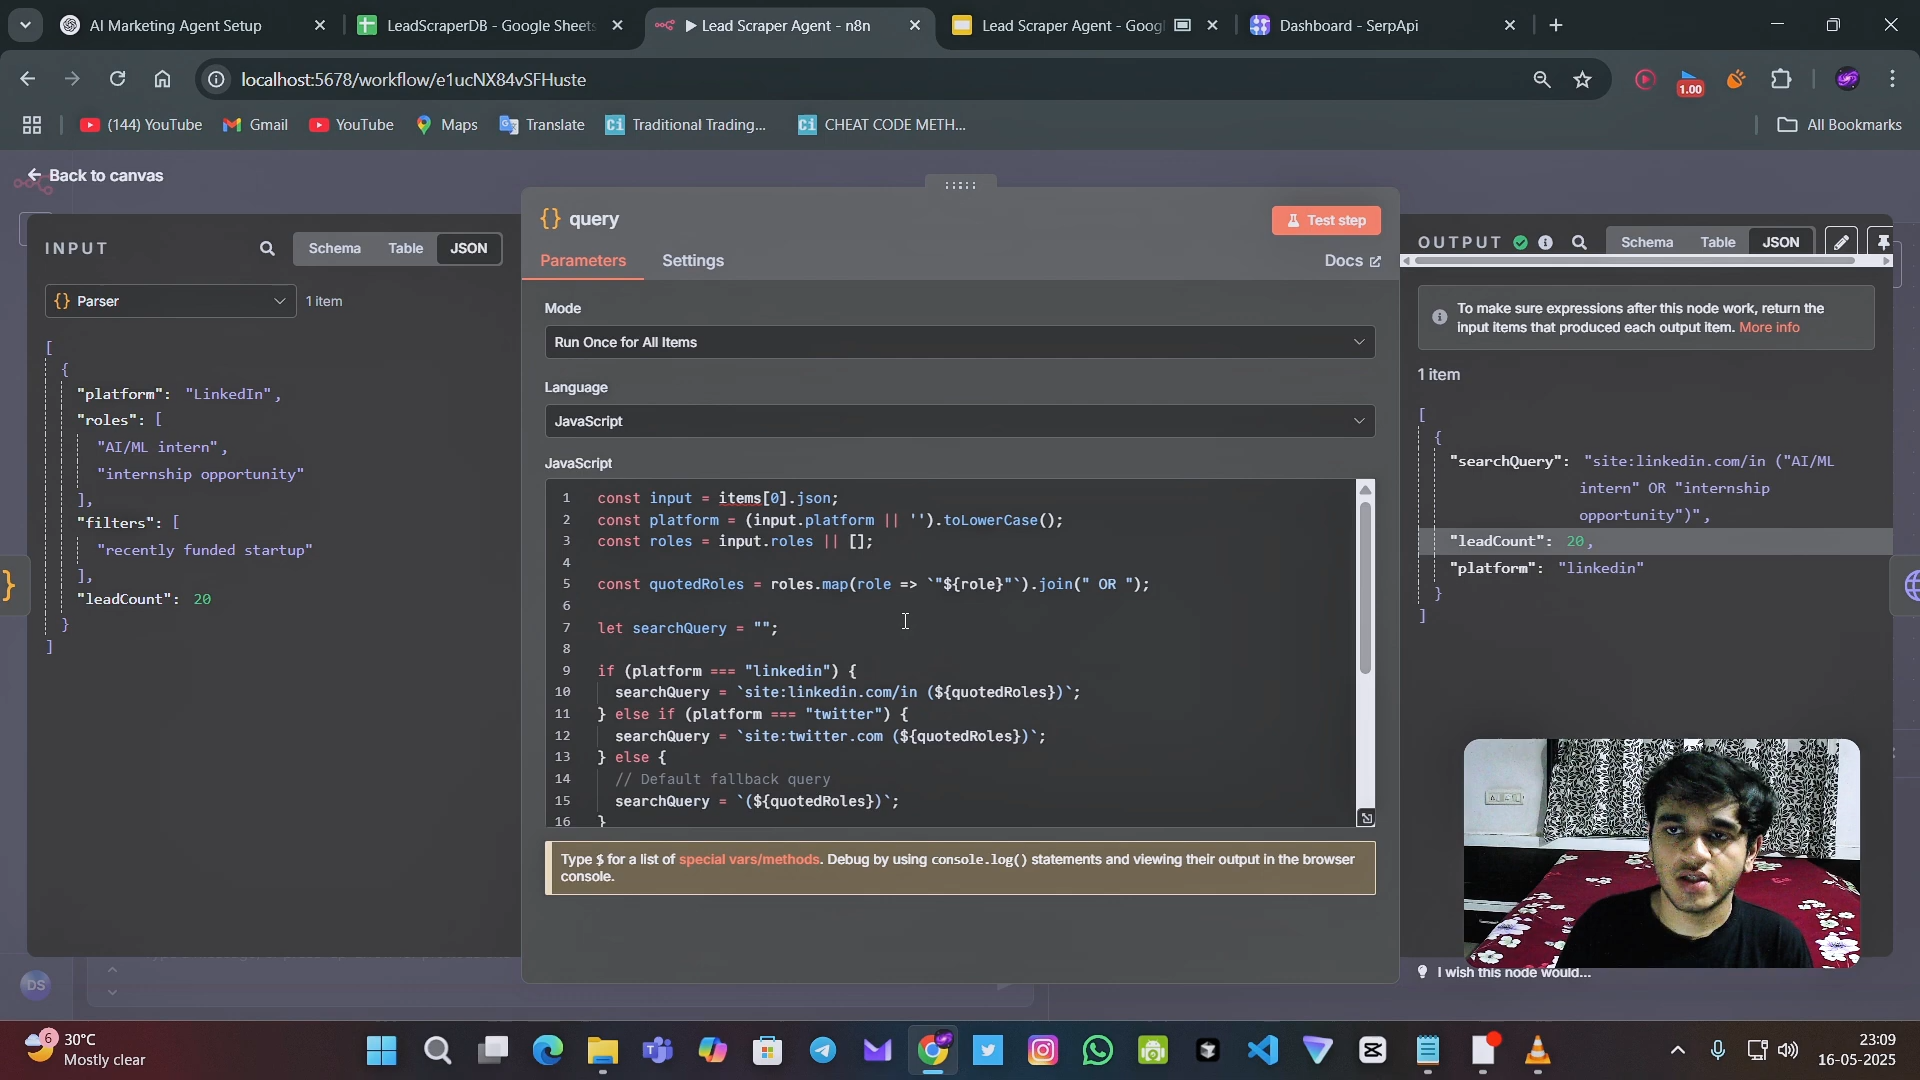 AI Marketing Agent Setup
LeadScraperDB - Google Sheets
Lead Scraper Agent - n8n
Lead Scraper Agent - Goog
Dashboard - SerpApi
localhost:5678/workflow/e1ucNX84vSFHuste
1.00
(144) YouTube
Gmail
YouTube
Maps
Translate
Traditional Trading...
CHEAT CODE METH...
All Bookmarks
Back to canvas
INPUT
Schema
Table
JSON
{} Parser
1 item
[
{
"platform": "LinkedIn",
"roles": [
"AI/ML intern",
"internship opportunity"
],
"filters": [
"recently funded startup"
],
"leadCount": 20
}
]
{} query
Test step
Parameters
Settings
Docs
Mode
Run Once for All Items
Language
JavaScript
JavaScript
1 const input = items[0].json;
2 const platform = (input.platform || '').toLowerCase();
3 const roles = input.roles || [];
4
5 const quotedRoles = roles.map(role => `"${role}"`).join(" OR ");
6
7 let searchQuery = "";
8
9 if (platform === "linkedin") {
10 searchQuery = `site:linkedin.com/in (${quotedRoles})`;
11 } else if (platform === "twitter") {
12 searchQuery = `site:twitter.com (${quotedRoles})`;
13 } else {
14 // Default fallback query
15 searchQuery = `(${quotedRoles})`;
16 }
Type $ for a list of special vars/methods. Debug by using console.log() statements and viewing their output in the browser
console.
OUTPUT
Schema
Table
JSON
To make sure expressions after this node work, return the
input items that produced each output item. More info
1 item
[
{
"searchQuery": "site:linkedin.com/in ("AI/ML
intern" OR "internship
opportunity")",
"leadCount": 20,
"platform": "linkedin"
}
]
I wish this node would...
DS
6
30°C
Mostly clear
23:09
16-05-2025